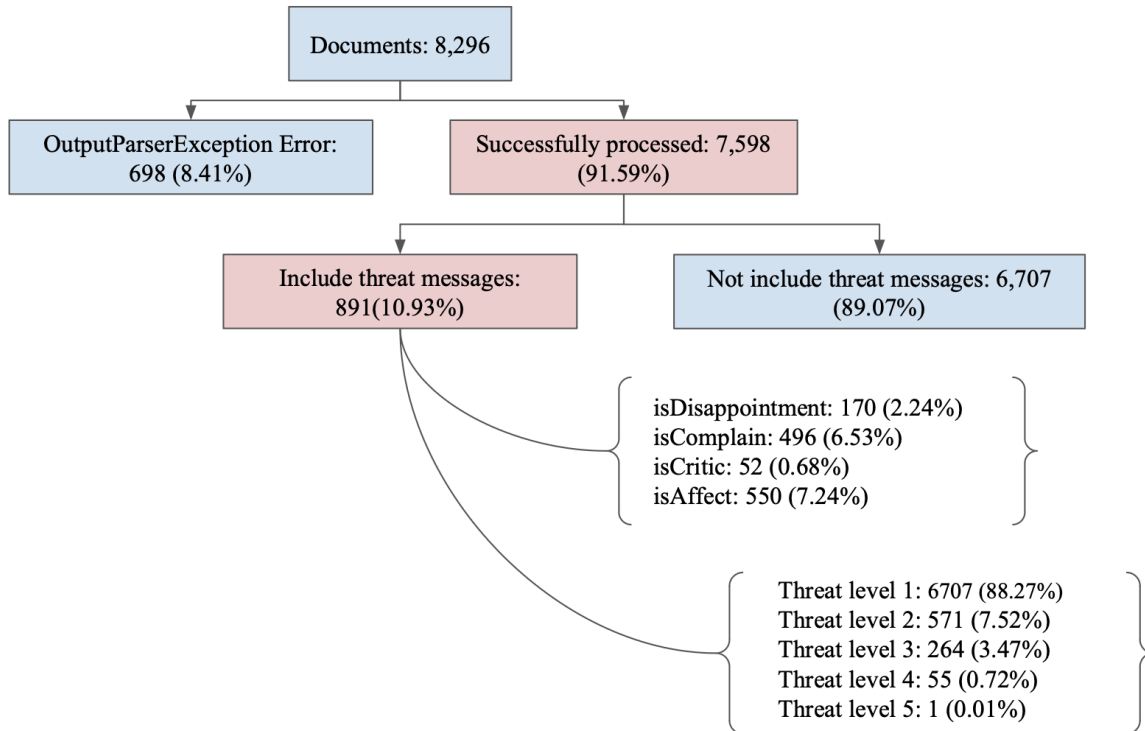 Documents: 8,296
OutputParserException Error:
698 (8.41%)
Successfully processed: 7,598
(91.59%)
Include threat messages:
891(10.93%)
Not include threat messages: 6,707
(89.07%)
isDisappointment: 170 (2.24%)
isComplain: 496 (6.53%)
isCritic: 52 (0.68%)
isAffect: 550 (7.24%)
Threat level 1: 6707 (88.27%)
Threat level 2: 571 (7.52%)
Threat level 3: 264 (3.47%)
Threat level 4: 55 (0.72%)
Threat level 5: 1 (0.01%)